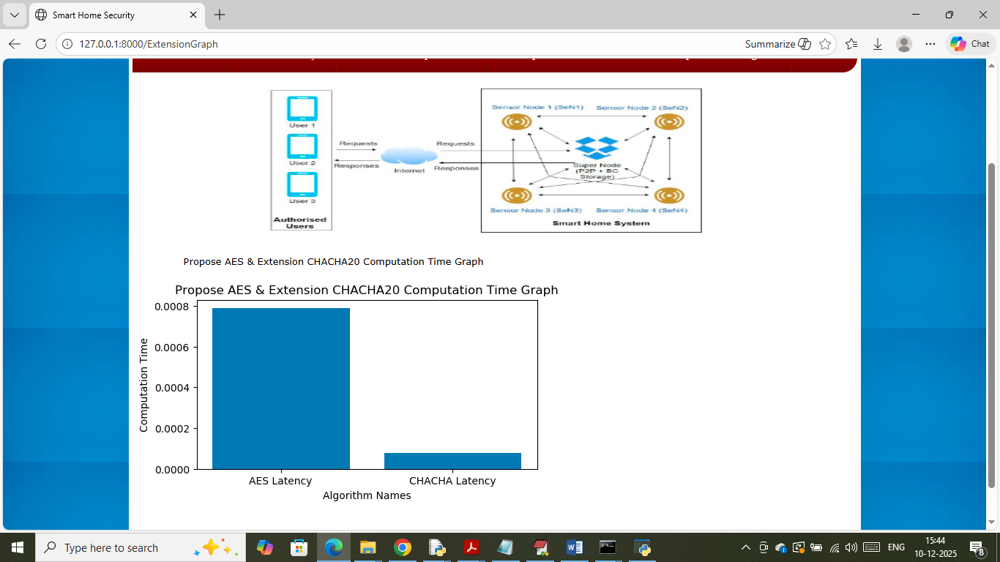 Smart Home Security
127.0.0.1:8000/ExtensionGraph
Summarize
Chat
User 1
User 2
User 3
Authorised
Users
Requests
Responses
Internet
Requests
Responses
Sensor Node 1 (SeN1)
Sensor Node 2 (SeN2)
Super Node
(P2P + BC
Storage)
Sensor Node 3 (SeN3)
Sensor Node 4 (SeN4)
Smart Home System
Propose AES & Extension CHACHA20 Computation Time Graph
Propose AES & Extension CHACHA20 Computation Time Graph
Computation Time
0.0008
0.0006
0.0004
0.0002
0.0000
AES Latency
CHACHA Latency
Algorithm Names
Type here to search
ENG
15:44
10-12-2025
8